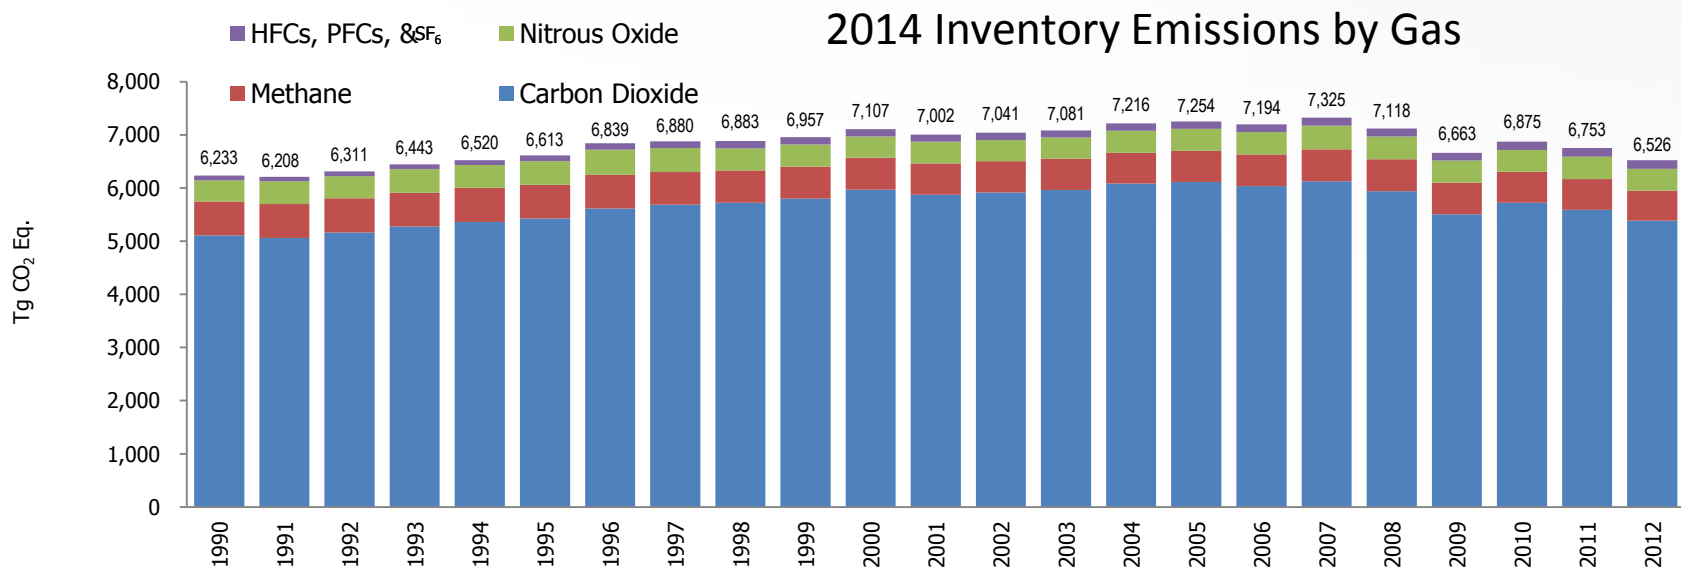 2014 Inventory Emissions by Gas
HFCs, PFCs, &SF₆ Nitrous Oxide
Methane Carbon Dioxide
Tg CO₂ Eq.
8,000
7,000
6,000
5,000
4,000
3,000
2,000
1,000
0
6,233 6,208 6,311 6,443 6,520 6,613 6,839 6,880 6,883 6,957 7,107 7,002 7,041 7,081 7,216 7,254 7,194 7,325 7,118 6,663 6,875 6,753 6,526
1990 1991 1992 1993 1994 1995 1996 1997 1998 1999 2000 2001 2002 2003 2004 2005 2006 2007 2008 2009 2010 2011 2012